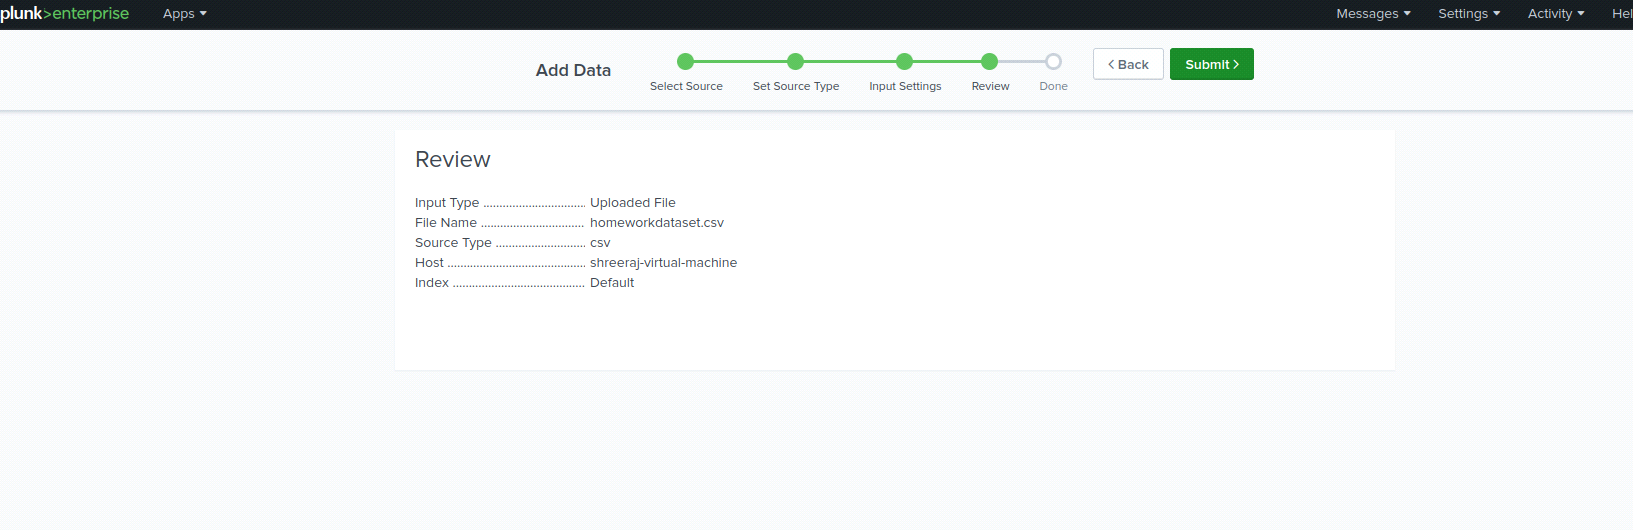 plunk>enterprise Apps Messages Settings Activity Hel
Add Data
Select Source Set Source Type Input Settings Review Done
< Back Submit >
Review
Input Type ................................ Uploaded File
File Name ................................ homeworkdataset.csv
Source Type ............................ csv
Host ........................................... shreeraj-virtual-machine
Index ......................................... Default